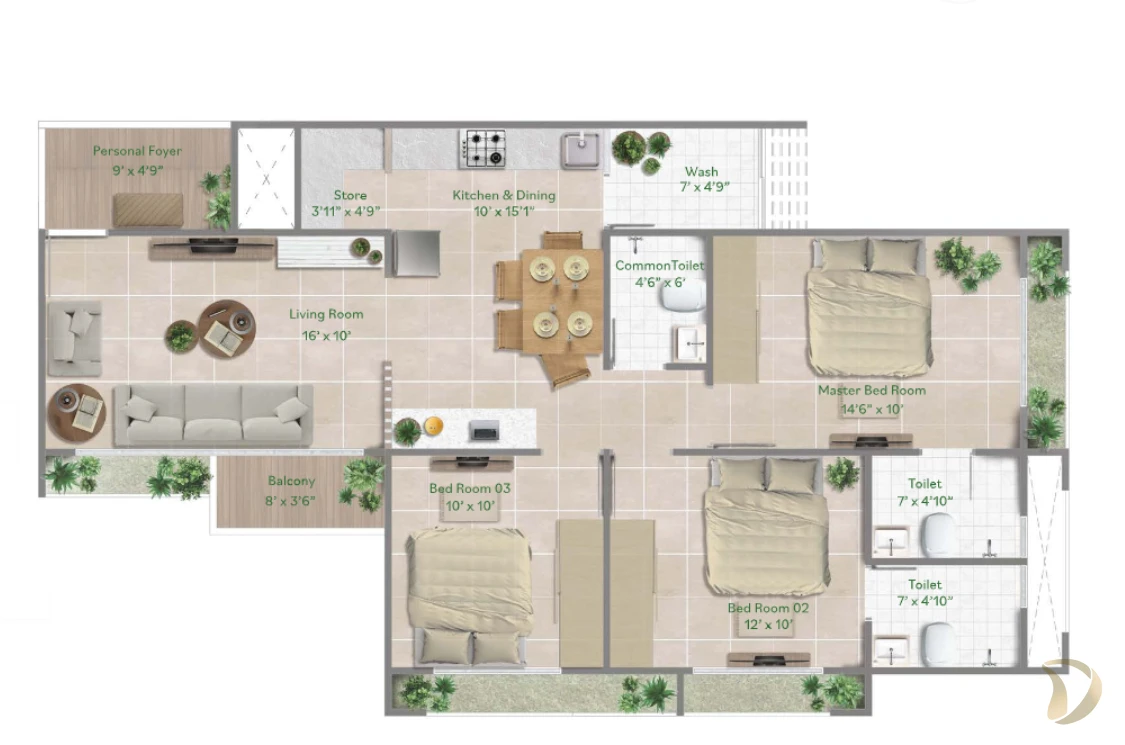 Personal Foyer
9' x 4'9"
Store
3'11" x 4'9"
Kitchen & Dining
10' x 15'1"
Wash
7' x 4'9"
Living Room
16' x 10'
Common Toilet
4'6" x 6'
Master Bed Room
14'6" x 10'
Balcony
8' x 3'6"
Bed Room 03
10' x 10'
Bed Room 02
12' x 10'
Toilet
7' x 4'10"
Toilet
7' x 4'10"